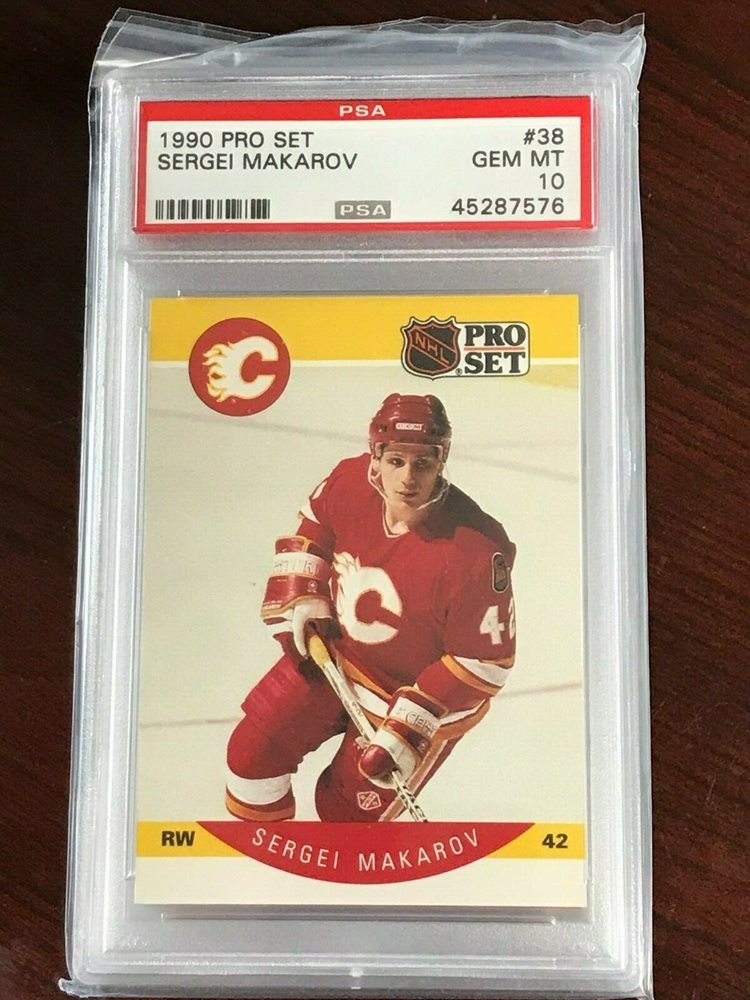 PSA
1990 PRO SET #38
SERGEI MAKAROV GEM MT
10
PSA 45287576
NHL PRO
SET
®
C
C
42
RW SERGEI MAKAROV 42